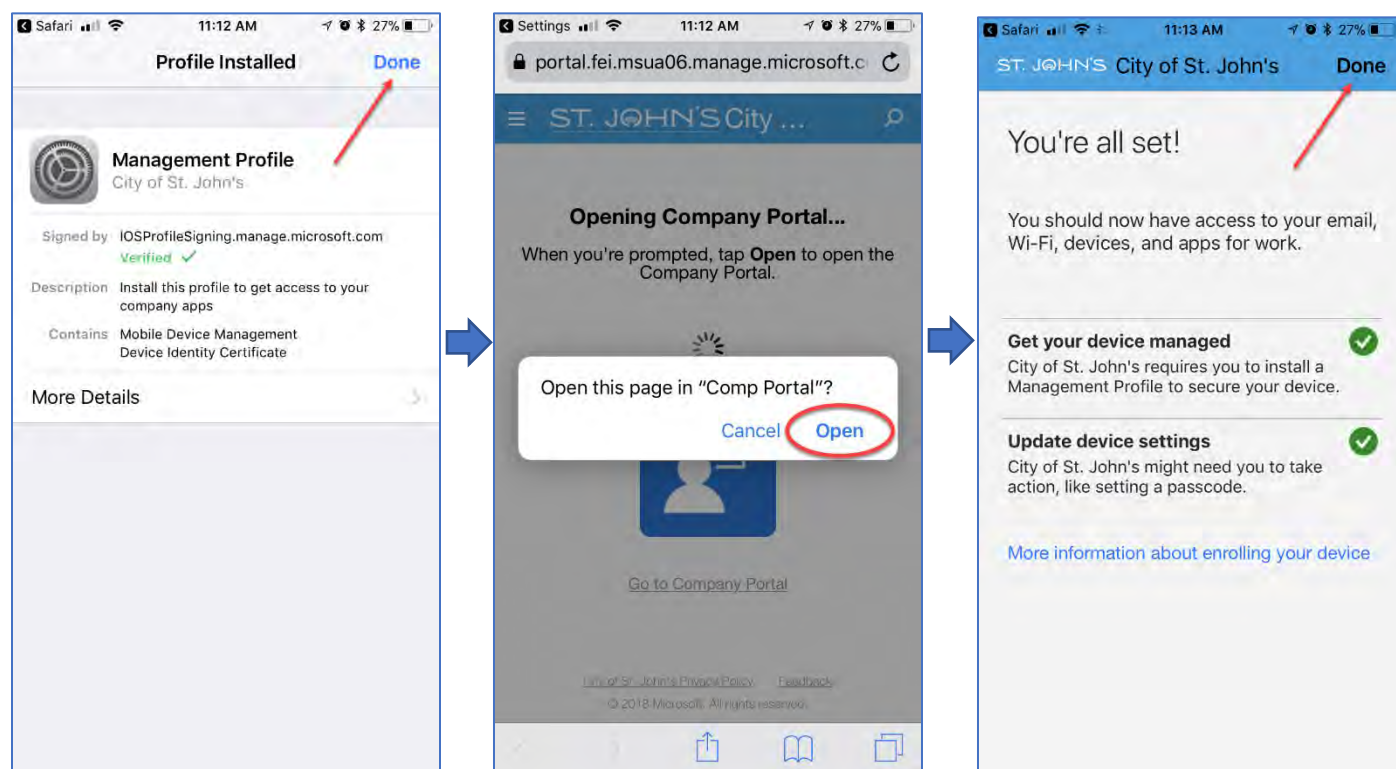 Safari 11:12 AM 27%
Profile Installed Done
Management Profile
City of St. John's
Signed by IOSProfileSigning.manage.microsoft.com
Verified
Description Install this profile to get access to your
company apps
Contains Mobile Device Management
Device Identity Certificate
More Details
Settings 11:12 AM 27%
portal.fei.msua06.manage.microsoft.c
ST. JOHN'S City ...
Opening Company Portal...
When you're prompted, tap Open to open the
Company Portal.
Open this page in “Comp Portal”?
Cancel Open
Go to Company Portal
City of St. John's Privacy Policy Feedback
© 2018 Microsoft. All rights reserved.
Safari 11:13 AM 27%
ST. JOHN'S City of St. John's Done
You're all set!
You should now have access to your email,
Wi-Fi, devices, and apps for work.
Get your device managed
City of St. John's requires you to install a
Management Profile to secure your device.
Update device settings
City of St. John's might need you to take
action, like setting a passcode.
More information about enrolling your device